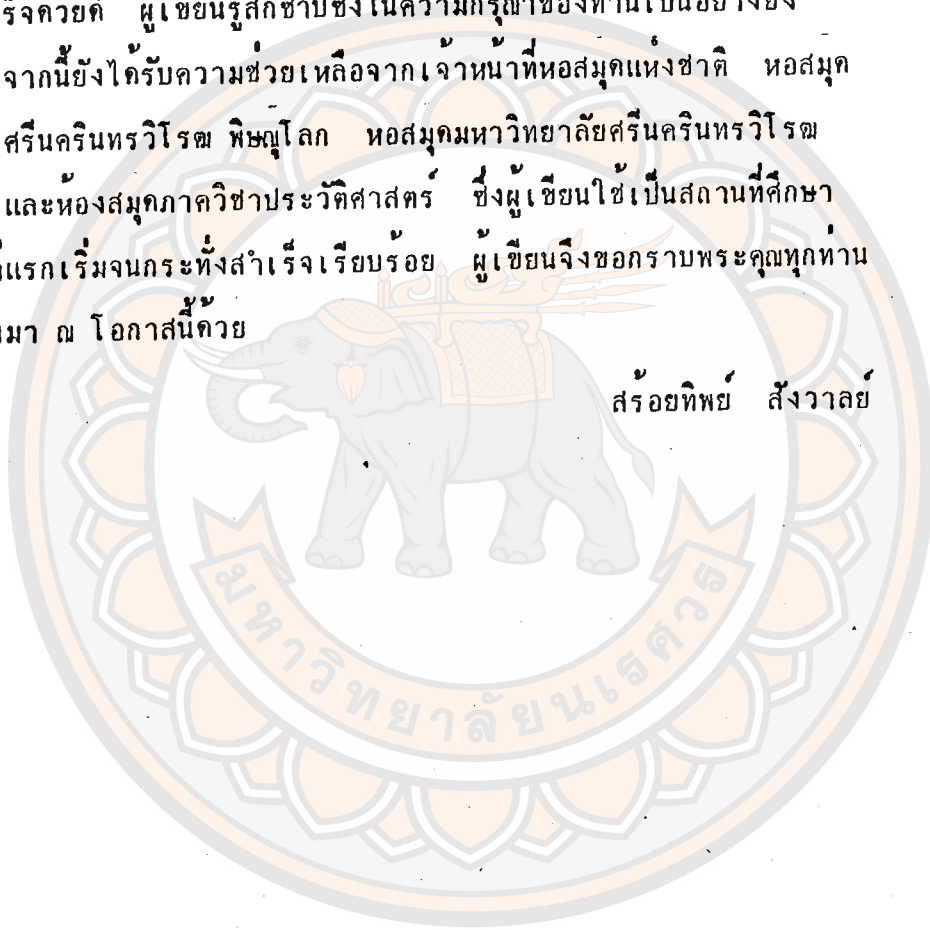 ร็จด้วยดี ผู้เขียนรู้สึกซาบซึ้งในความกรุณาของท่านเป็นอย่างยิ่ง
จากนี้ยังได้รับความช่วยเหลือจากเจ้าหน้าที่หอสมุดแห่งชาติ หอสมุด
ศรีนครินทรวิโรฒ พิษณุโลก หอสมุดมหาวิทยาลัยศรีนครินทรวิโรฒ
และห้องสมุดภาควิชาประวัติศาสตร์ ซึ่งผู้เขียนใช้เป็นสถานที่ศึกษา
แรกเริ่มจนกระทั่งสำเร็จเรียบร้อย ผู้เขียนจึงขอกราบพระคุณทุกท่าน
มา ณ โอกาสนี้ด้วย
สร้อยทิพย์ สังวาลย์
มหาวิทยาลัยนเรศวร